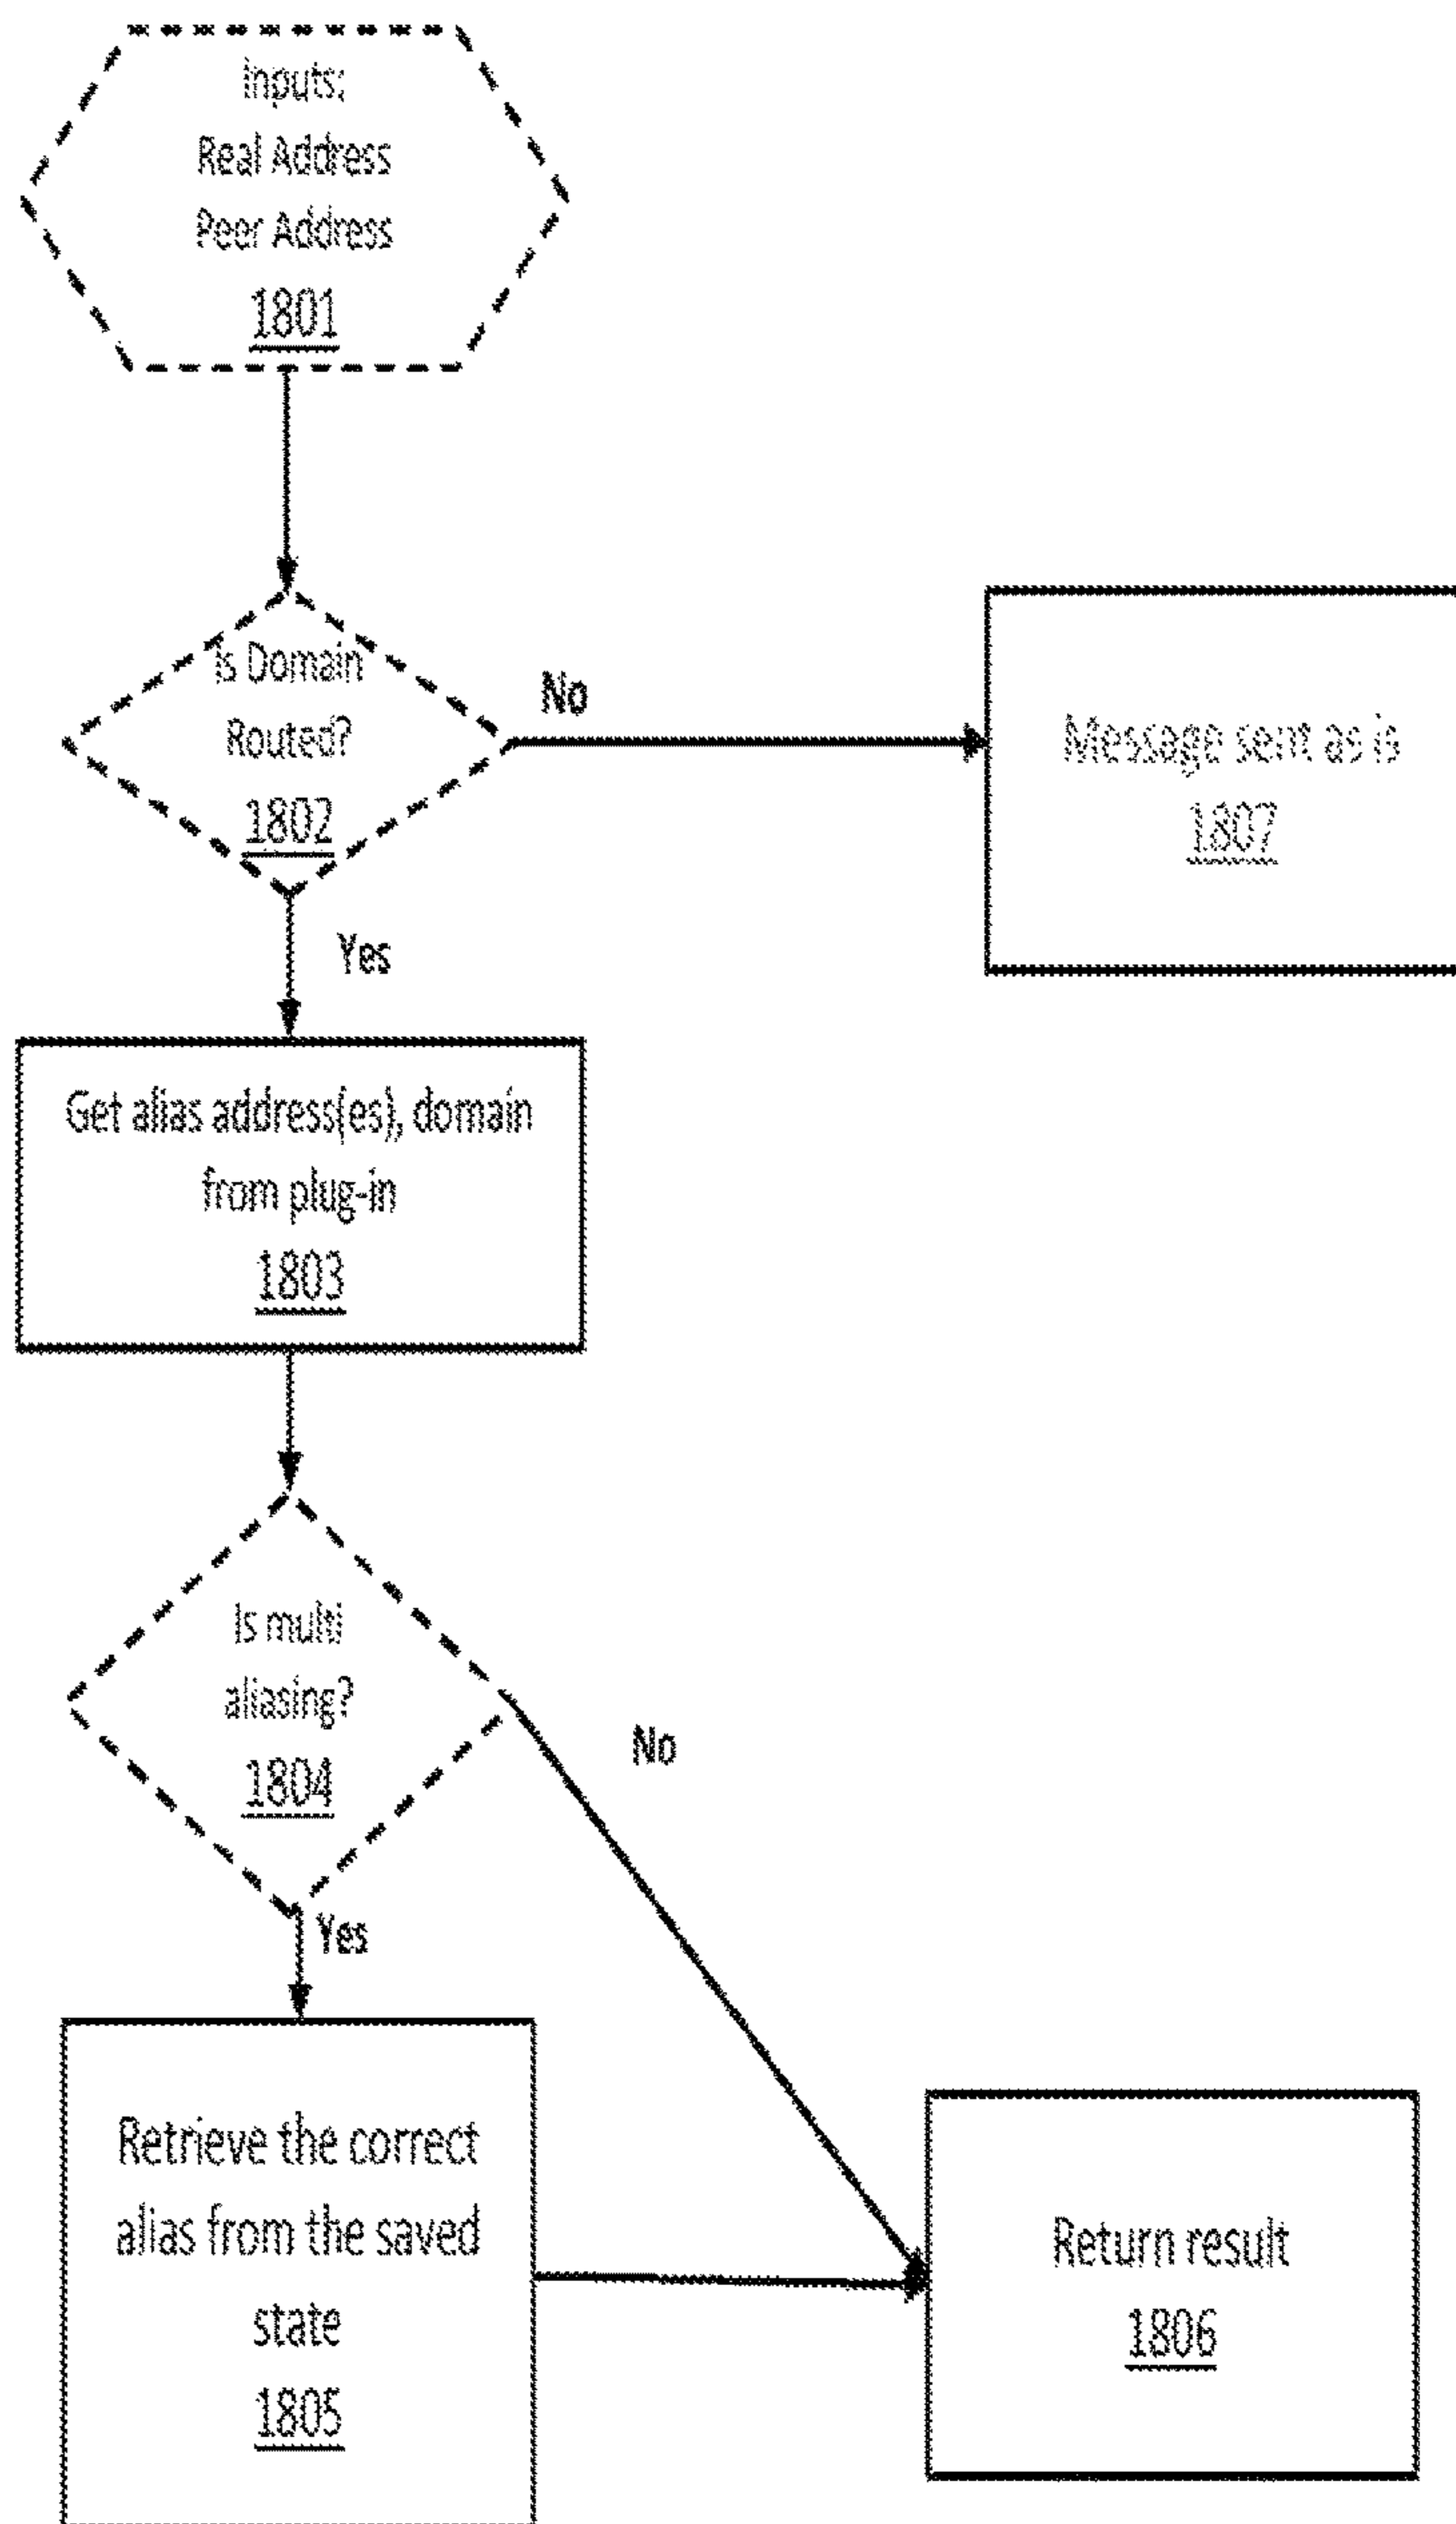 Inputs:
Real Address
Peer Address
1801
Is Domain
Routed?
1802
No
Message sent as is
1807
Yes
Get alias address(es), domain
from plug-in
1803
Is multi
aliasing?
1804
No
Yes
Retrieve the correct
alias from the saved
state
1805
Return result
1806